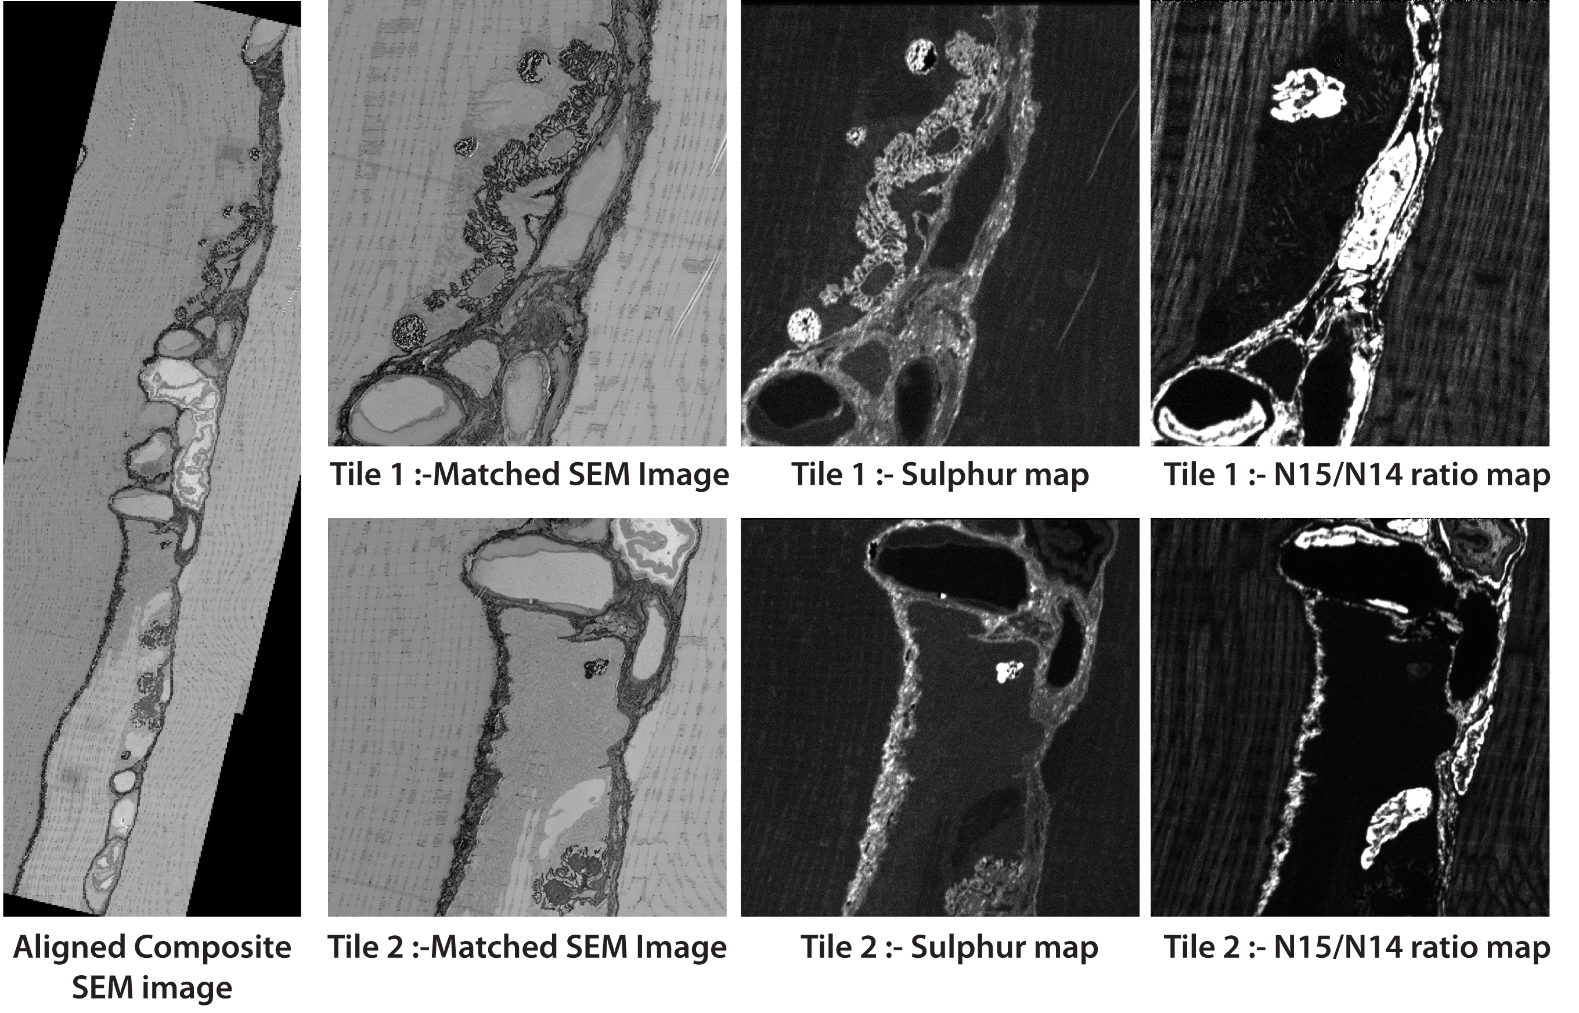 Tile 1 :-Matched SEM Image
Tile 1 :- Sulphur map
Tile 1 :- N15/N14 ratio map
Aligned Composite
SEM image
Tile 2 :-Matched SEM Image
Tile 2 :- Sulphur map
Tile 2 :- N15/N14 ratio map